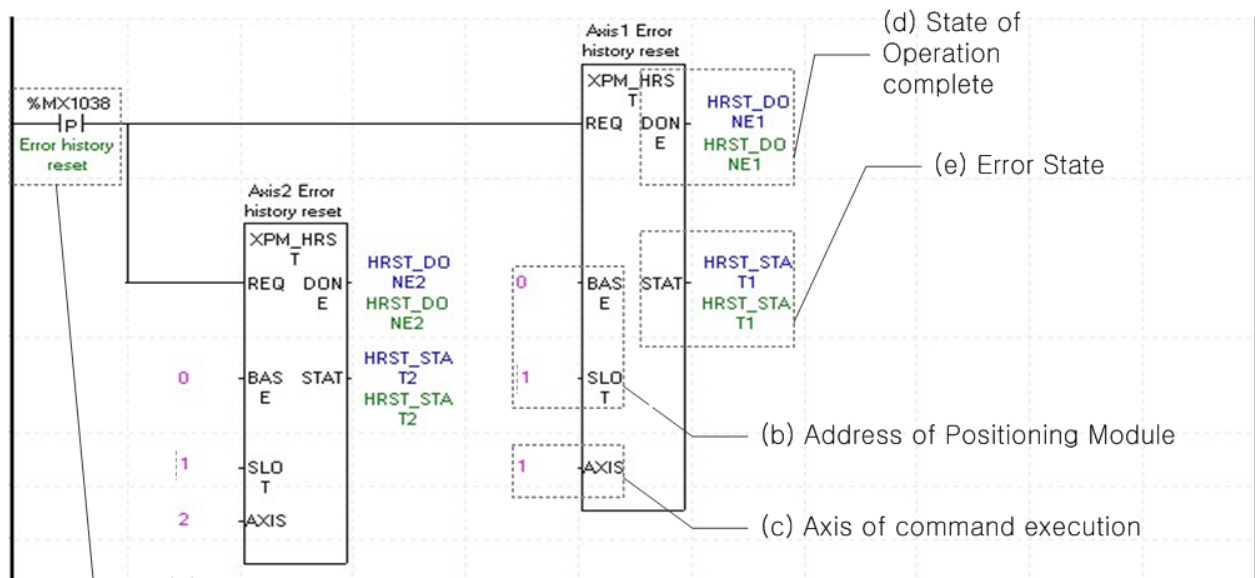 Axis1 Error
history reset
(d) State of
Operation
complete
%MX1038
P
Error history
reset
XPM_HRS
T
REQ DON
E
HRST_DO
NE1
HRST_DO
NE1
(e) Error State
Axis2 Error
history reset
XPM_HRS
T
REQ DON
E
HRST_DO
NE2
HRST_DO
NE2
0
BAS
E
STAT
HRST_STA
T1
HRST_STA
T1
0
BAS
E
STAT
HRST_STA
T2
HRST_STA
T2
1
SLO
T
(b) Address of Positioning Module
1
SLO
T
1
AXIS
2
AXIS
(c) Axis of command execution